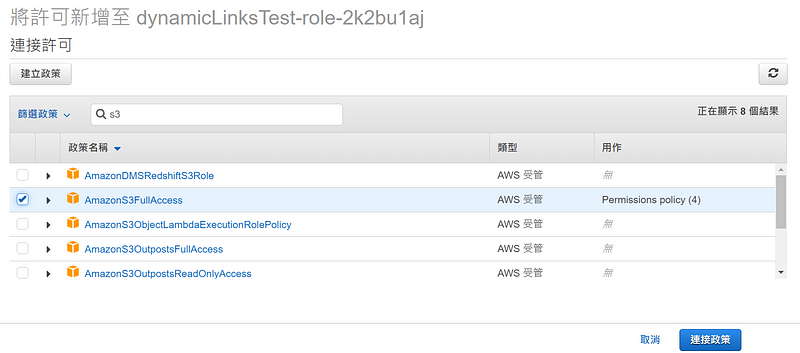 將許可新增至 dynamicLinksTest-role-2k2bu1aj
連接許可
建立政策
篩選政策 s3 正在顯示 8 個結果
政策名稱 類型 用作
AmazonDMSRedshiftS3Role AWS 受管 無
AmazonS3FullAccess AWS 受管 Permissions policy (4)
AmazonS3ObjectLambdaExecutionRolePolicy AWS 受管 無
AmazonS3OutpostsFullAccess AWS 受管 無
AmazonS3OutpostsReadOnlyAccess AWS 受管 無
取消 連接政策